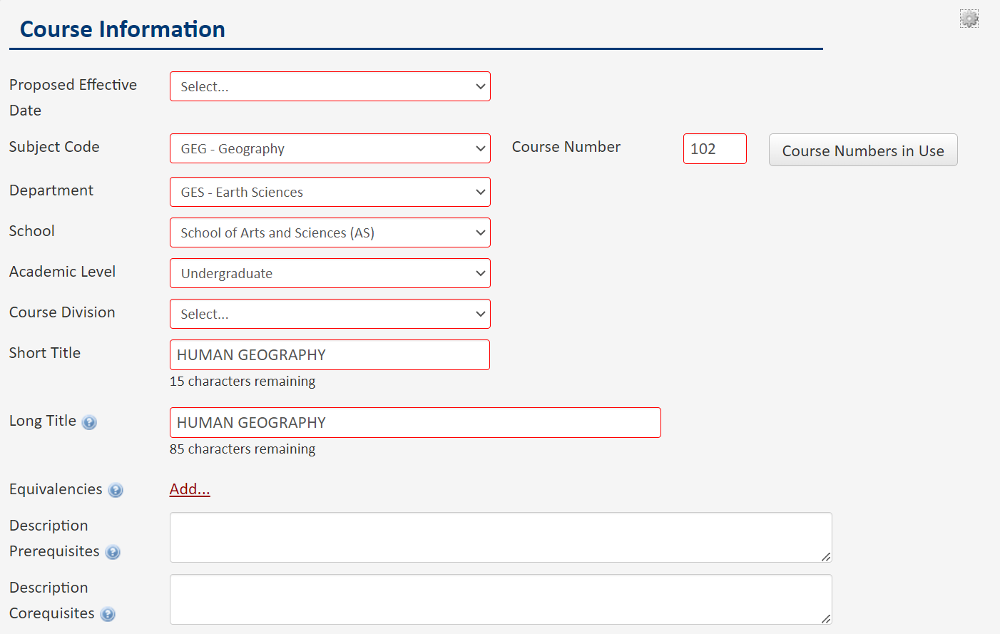 Course Information
Proposed Effective
Date
Select...
Subject Code
GEG - Geography
Course Number
102
Course Numbers in Use
Department
GES - Earth Sciences
School
School of Arts and Sciences (AS)
Academic Level
Undergraduate
Course Division
Select...
Short Title
HUMAN GEOGRAPHY
15 characters remaining
Long Title ?
HUMAN GEOGRAPHY
85 characters remaining
Equivalencies ?
Add...
Description
Prerequisites ?
Description
Corequisites ?